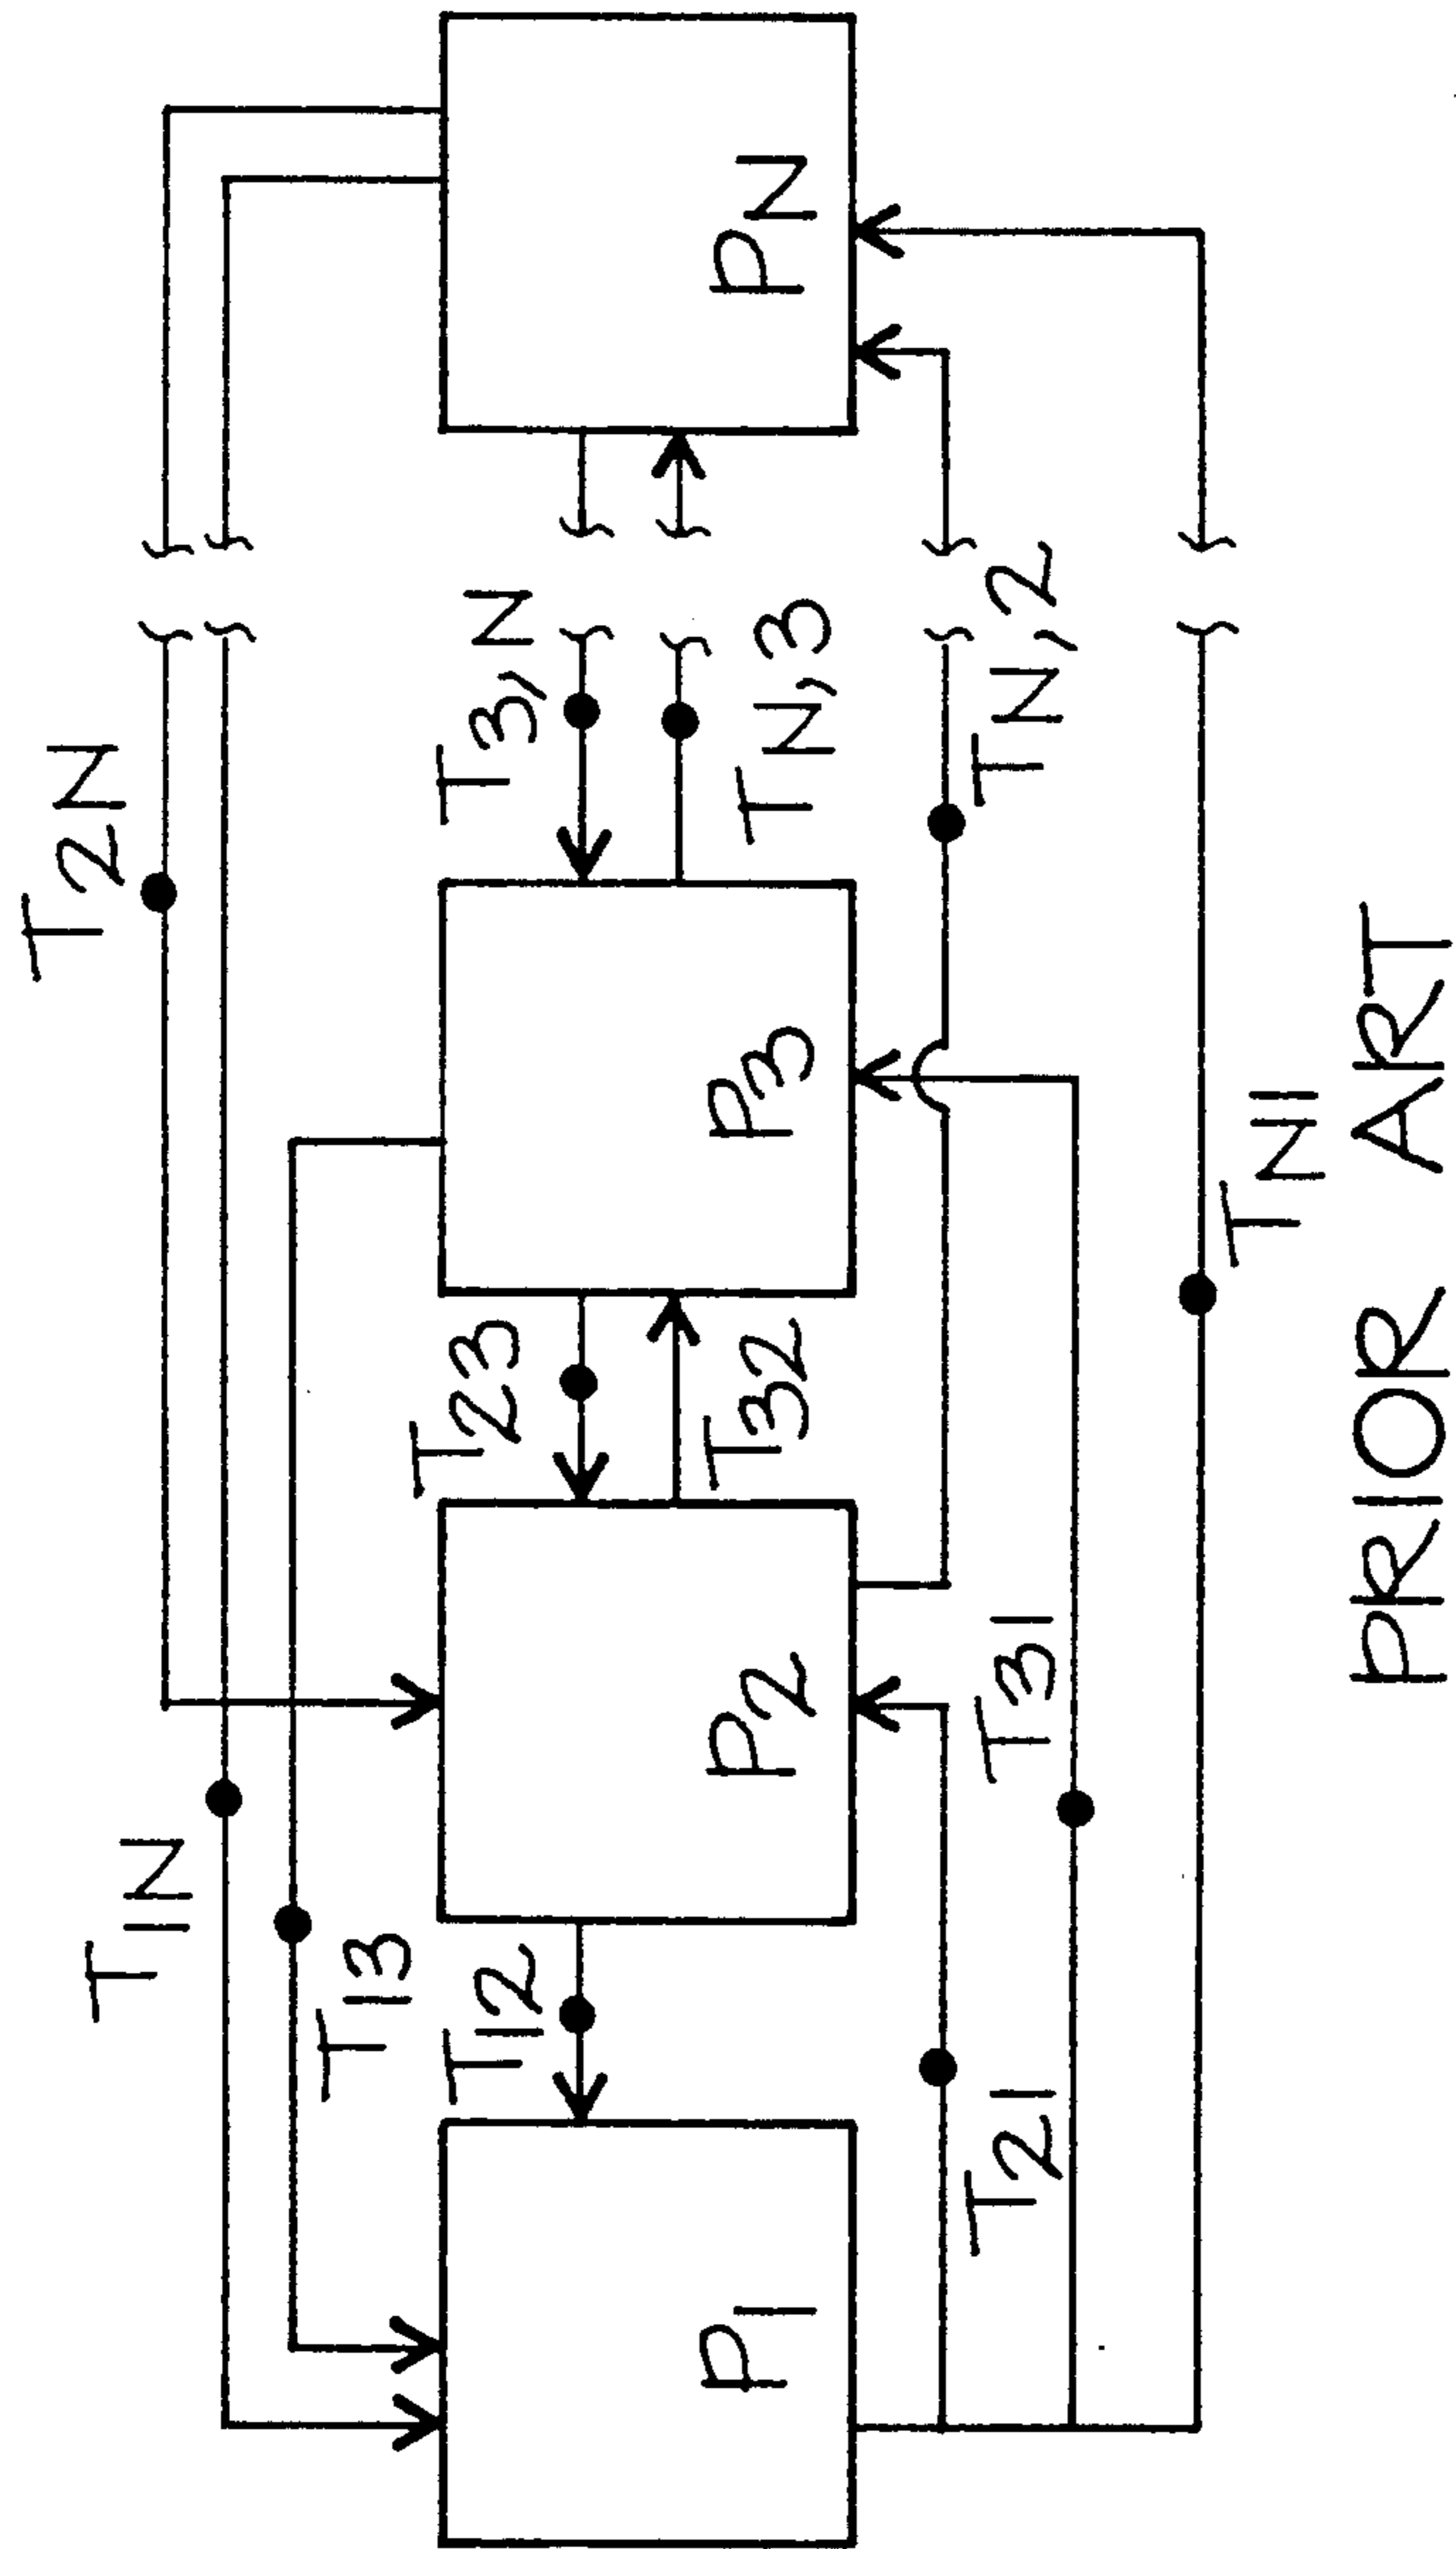 T2N
T1N
T13
T3,N
T23
T12
P1
P2
P3
PN
TN,3
T32
TN,2
T31
T21
TN1
PRIOR ART